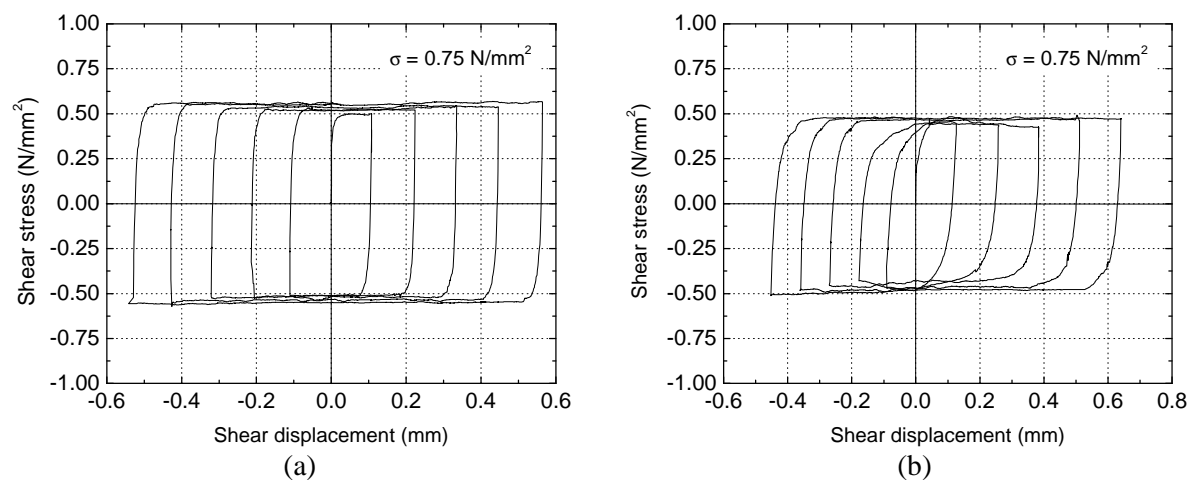 1.00
0.75
0.50
0.25
0.00
-0.25
-0.50
-0.75
-1.00
Shear stress (N/mm²)
σ = 0.75 N/mm²
-0.6 -0.4 -0.2 0.0 0.2 0.4 0.6
Shear displacement (mm)
(a)
1.00
0.75
0.50
0.25
0.00
-0.25
-0.50
-0.75
-1.00
Shear stress (N/mm²)
σ = 0.75 N/mm²
-0.6 -0.4 -0.2 0.0 0.2 0.4 0.6 0.8
Shear displacement (mm)
(b)